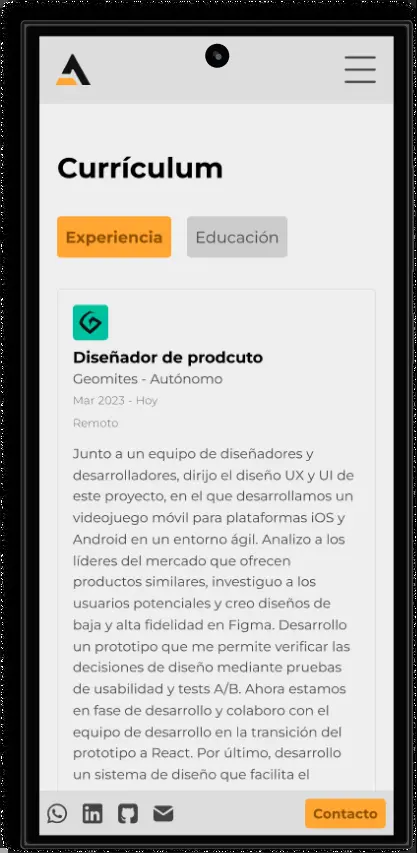 Currículum
Experiencia
Educación
Diseñador de prodcuto
Geomites - Autónomo
Mar 2023 - Hoy
Remoto
Junto a un equipo de diseñadores y
desarrolladores, dirijo el diseño UX y UI de
este proyecto, en el que desarrollamos un
videojuego móvil para plataformas iOS y
Android en un entorno ágil. Analizo a los
líderes del mercado que ofrecen
productos similares, investiguo a los
usuarios potenciales y creo diseños de
baja y alta fidelidad en Figma. Desarrollo
un prototipo que me permite verificar las
decisiones de diseño mediante pruebas
de usabilidad y tests A/B. Ahora estamos
en fase de desarrollo y colaboro con el
equipo de desarrollo en la transición del
prototipo a React. Por último, desarrollo
un sistema de diseño que facilita el
Contacto